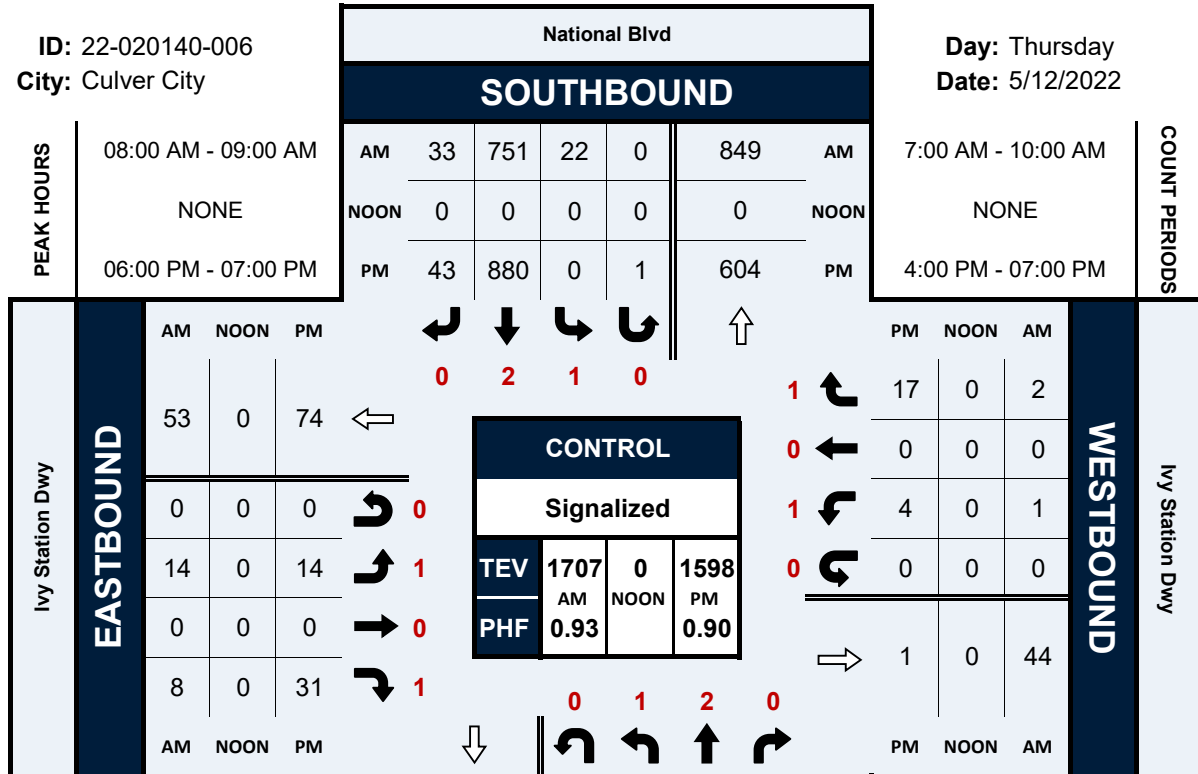 National Blvd
ID: 22-020140-006
Day: Thursday
City: Culver City
Date: 5/12/2022
SOUTHBOUND
PEAK HOURS
08:00 AM - 09:00 AM
AM 33 751 22 0 849 AM
7:00 AM - 10:00 AM
COUNT PERIODS
NONE
NOON 0 0 0 0 0 NOON
NONE
06:00 PM - 07:00 PM
PM 43 880 0 1 604 PM
4:00 PM - 07:00 PM
AM NOON PM
PM NOON AM
0 2 1 0
Ivy Station Dwy
EASTBOUND
53 0 74
0 0 0 0
14 0 14 1
0 0 0 0
8 0 31 1
AM NOON PM
CONTROL
Signalized
TEV 1707 0 1598
AM NOON PM
PHF 0.93 0.90
1 17 0 2
0 0 0 0
1 4 0 1
0 0 0 0
1 0 44
PM NOON AM
WESTBOUND
Ivy Station Dwy
0 1 2 0